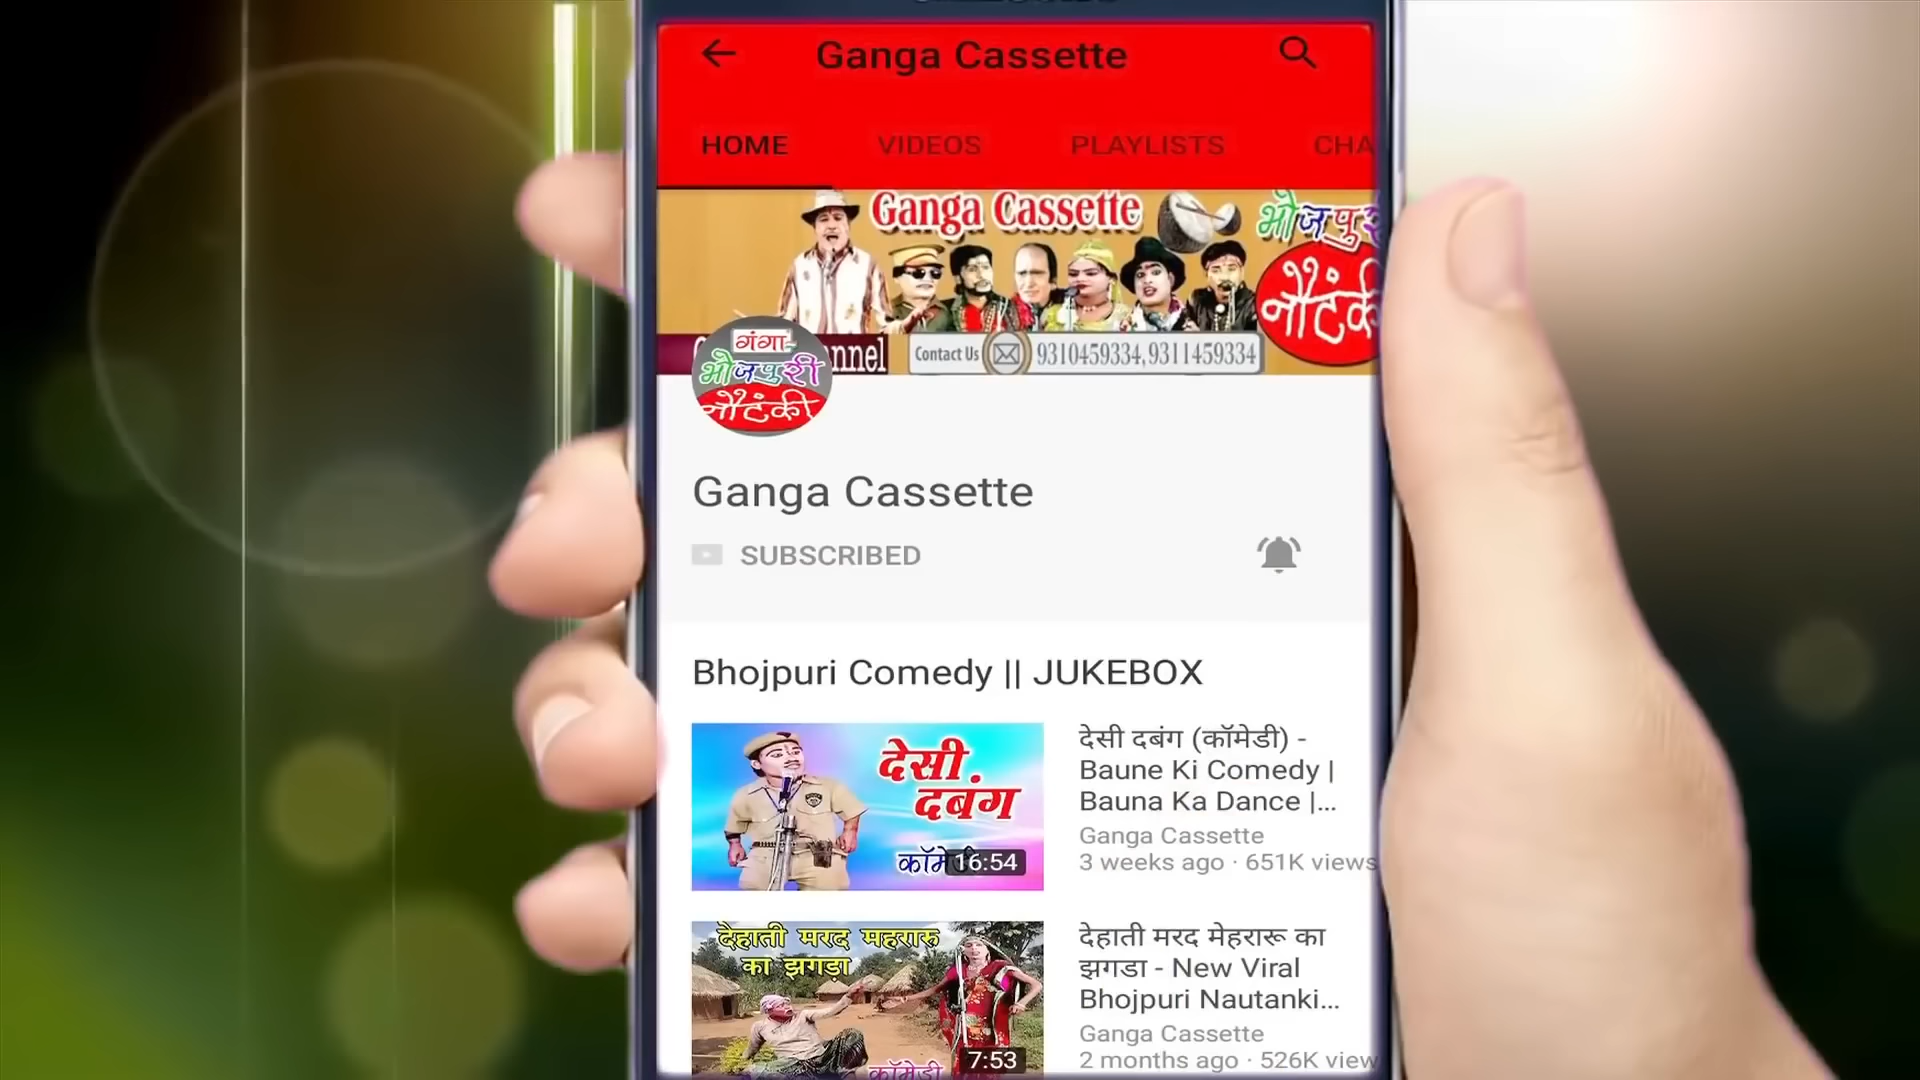 Ganga Cassette
HOME VIDEOS PLAYLISTS CHA
Ganga Cassette
भोजपुरी
नौटंकी
गंगा
भोजपुरी
नौटंकी
nnel
Contact Us 9310459334,9311459334
Ganga Cassette
SUBSCRIBED
Bhojpuri Comedy || JUKEBOX
देसी
दबंग
कॉमेडी
16:54
देसी दबंग (कॉमेडी) -
Baune Ki Comedy |
Bauna Ka Dance |...
Ganga Cassette
3 weeks ago · 651K views
देहाती मरद महरारु
का झगड़ा
कॉमेडी
7:53
देहाती मरद मेहरारू का
झगडा - New Viral
Bhojpuri Nautanki...
Ganga Cassette
2 months ago · 526K view